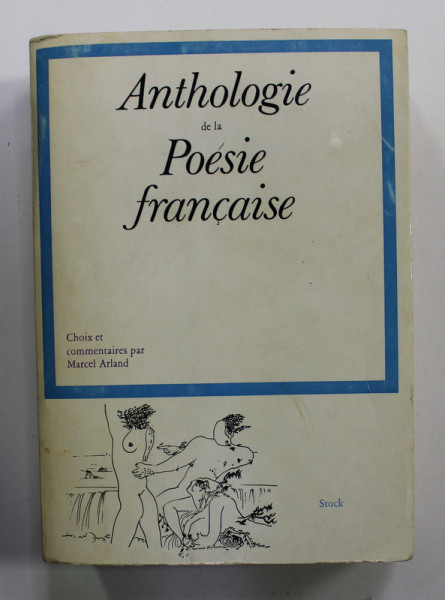 Anthologie
de la
Poésie
française
Choix et
commentaires par
Marcel Arland
Stock